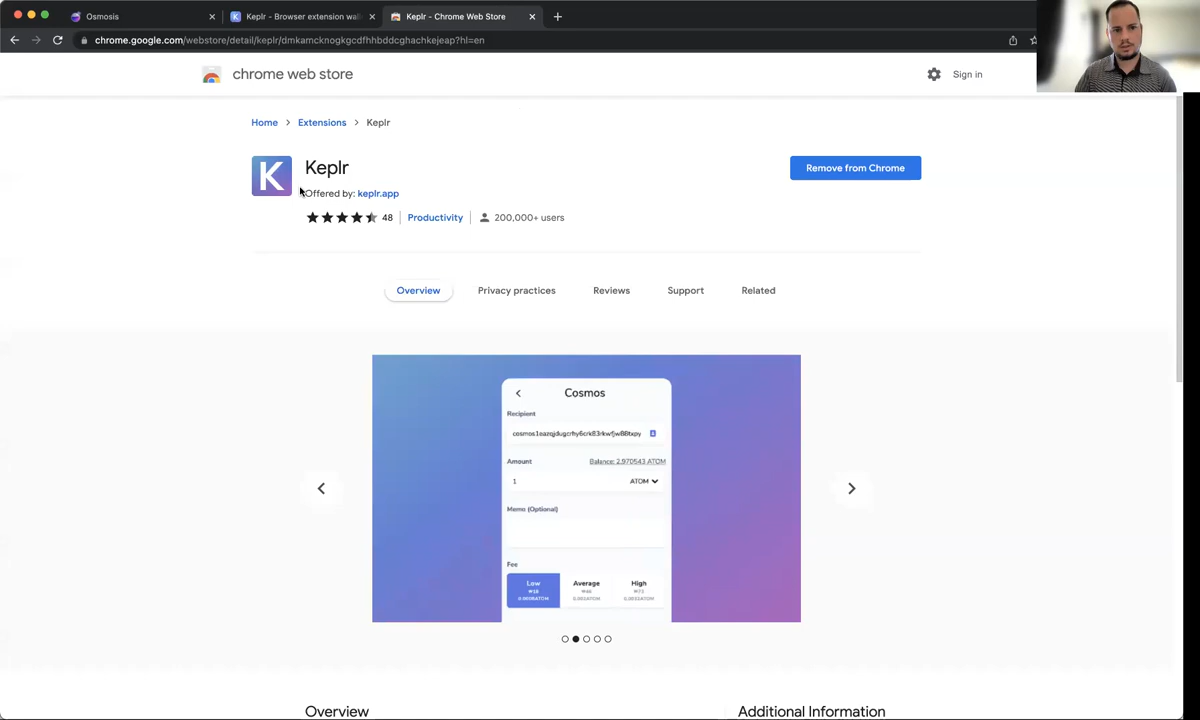 Osmosis
Keplr - Browser extension wal
Keplr - Chrome Web Store
chrome.google.com/webstore/detail/keplr/dmkamcknogkgcdfhhbddcghachkejeap?hl=en
chrome web store
Sign in
Home
Extensions
Keplr
K
Keplr
Offered by: keplr.app
48
Productivity
200,000+ users
Remove from Chrome
Overview
Privacy practices
Reviews
Support
Related
Cosmos
Recipient
Amount
Balance: 2.970543 ATOM
1
ATOM
Memo (Optional)
Fee
Low
Average
High
Overview
Additional Information